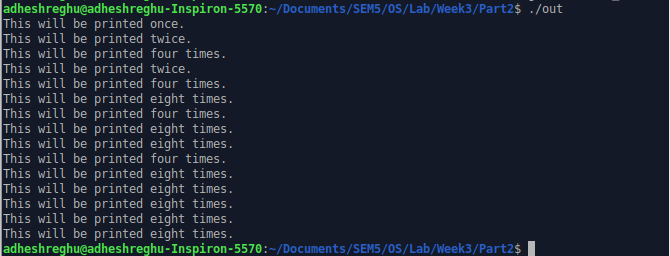 adheshreghu@adheshreghu-Inspiron-5570:~/Documents/SEM5/OS/Lab/Week3/Part2$ ./out
This will be printed once.
This will be printed twice.
This will be printed four times.
This will be printed twice.
This will be printed four times.
This will be printed eight times.
This will be printed four times.
This will be printed eight times.
This will be printed eight times.
This will be printed four times.
This will be printed eight times.
This will be printed eight times.
This will be printed eight times.
This will be printed eight times.
This will be printed eight times.
adheshreghu@adheshreghu-Inspiron-5570:~/Documents/SEM5/OS/Lab/Week3/Part2$